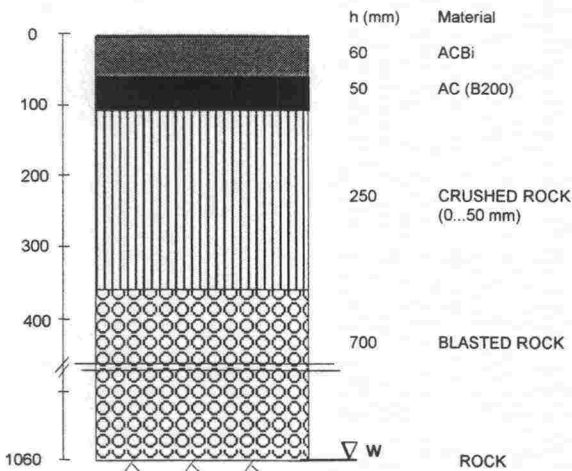 h (mm) Material
0
60 ACBi
50 AC (B200)
100
200
250 CRUSHED ROCK
(0...50 mm)
300
400
700 BLASTED ROCK
1060
W
ROCK